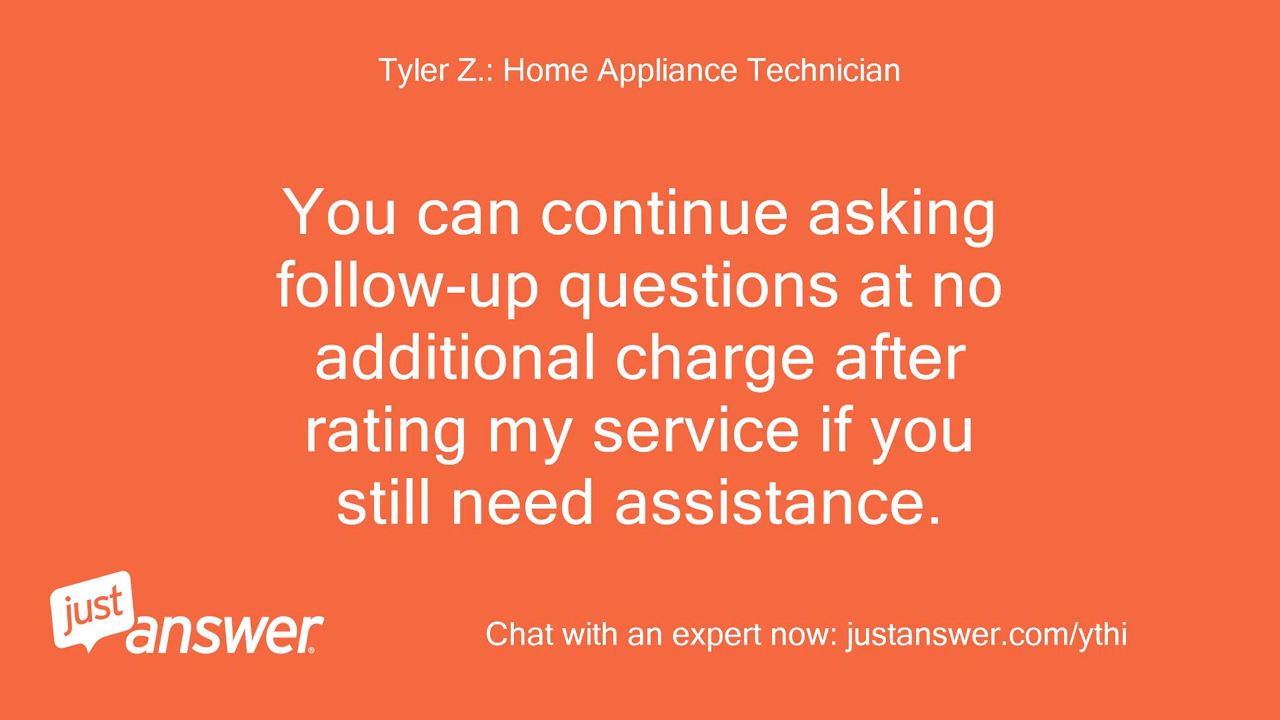 Tyler Z.: Home Appliance Technician
You can continue asking
follow-up questions at no
additional charge after
rating my service if you
still need assistance.
just
answer®
Chat with an expert now: justanswer.com/ythi